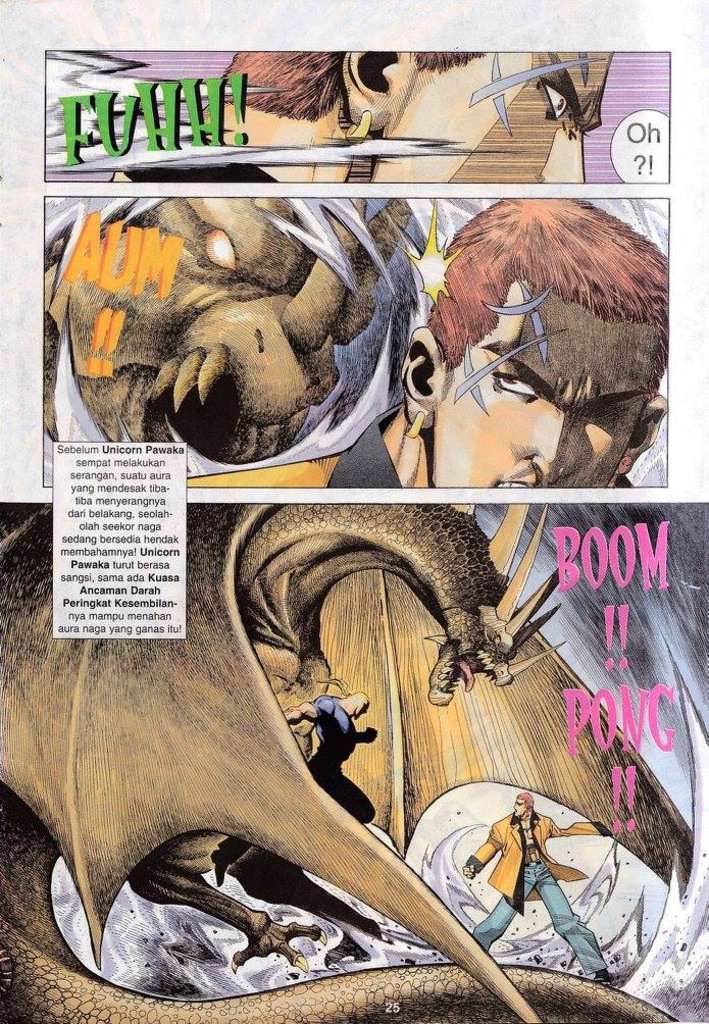 FUHH!
Oh
?!
AUM
!!
Sebelum Unicorn Pawaka
sempat melakukan
serangan, suatu aura
yang mendesak tiba-
tiba menyerangnya
dari belakang, seolah-
olah seekor naga
sedang bersedia hendak
membahamnya! Unicorn
Pawaka turut berasa
sangsi, sama ada Kuasa
Ancaman Darah
Peringkat Kesembilan-
nya mampu menahan
aura naga yang ganas itu!
BOOM
!!
PONG
!!
25